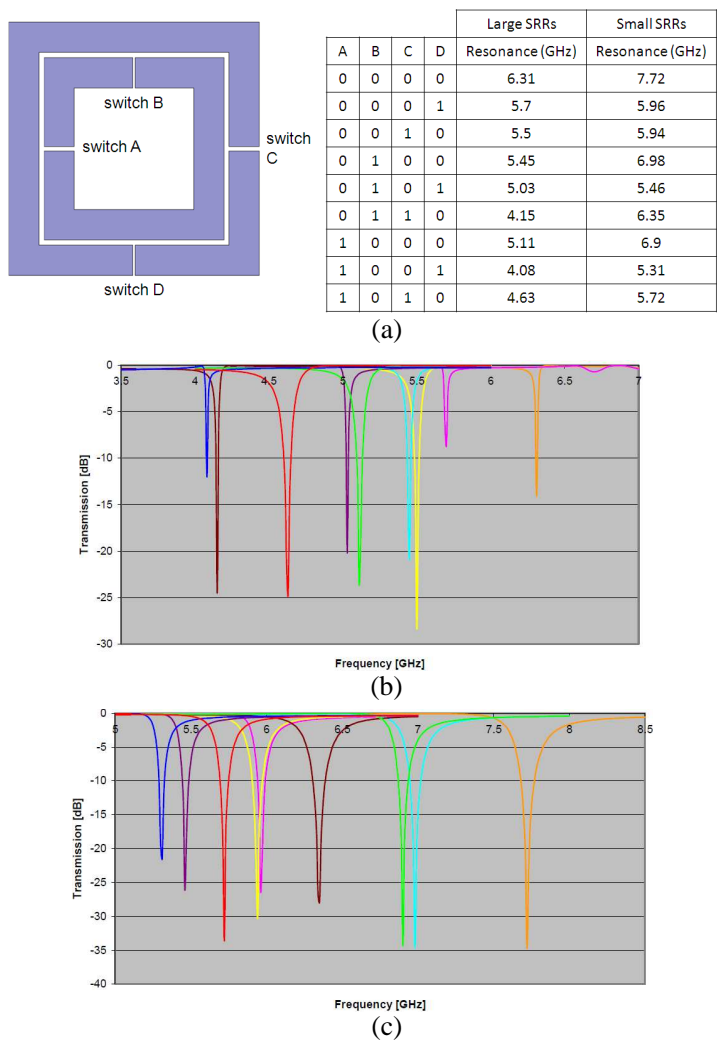 switch B
switch A
switch
C
switch D
Large SRRs Small SRRs
A B C D Resonance (GHz) Resonance (GHz)
0 0 0 0 6.31 7.72
0 0 0 1 5.7 5.96
0 0 1 0 5.5 5.94
0 1 0 0 5.45 6.98
0 1 0 1 5.03 5.46
0 1 1 0 4.15 6.35
1 0 0 0 5.11 6.9
1 0 0 1 4.08 5.31
1 0 1 0 4.63 5.72
(a)
0
3.5 4 4.5 5 5.5 6 6.5 7
-5
-10
-15
-20
-25
-30
Transmission [dB]
Frequency [GHz]
(b)
0
5 5.5 6 6.5 7 7.5 8 8.5
-5
-10
-15
-20
-25
-30
-35
-40
Transmission [dB]
Frequency [GHz]
(c)